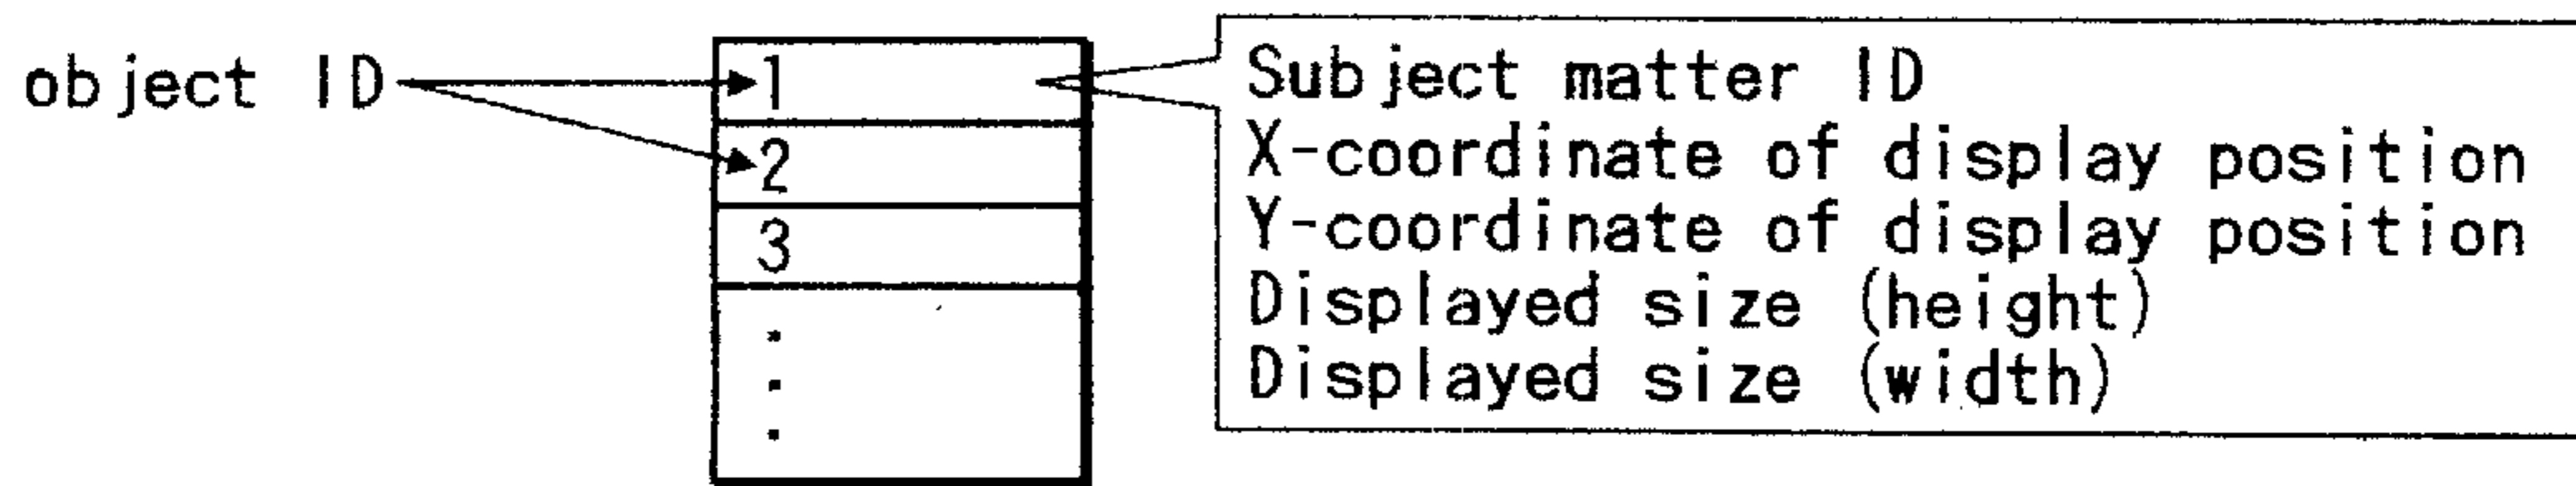 object ID
1
2
3
.
.
.
Subject matter ID
X-coordinate of display position
Y-coordinate of display position
Displayed size (height)
Displayed size (width)